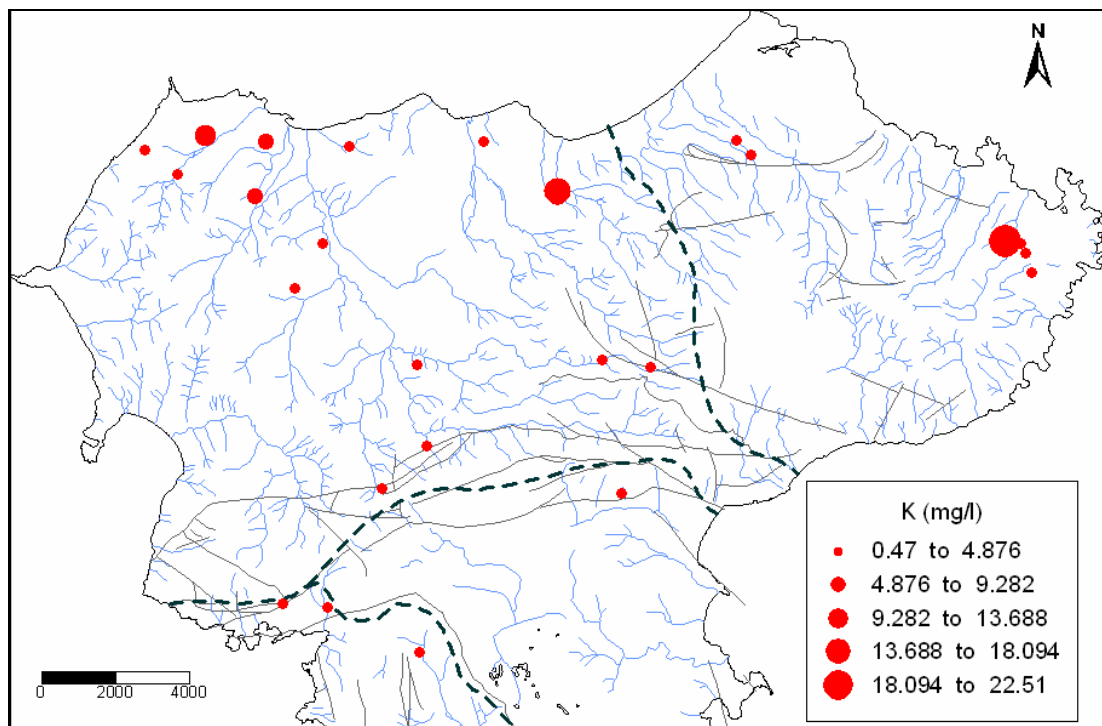 N
K (mg/l)
0.47 to 4.876
4.876 to 9.282
9.282 to 13.688
13.688 to 18.094
18.094 to 22.51
0 2000 4000